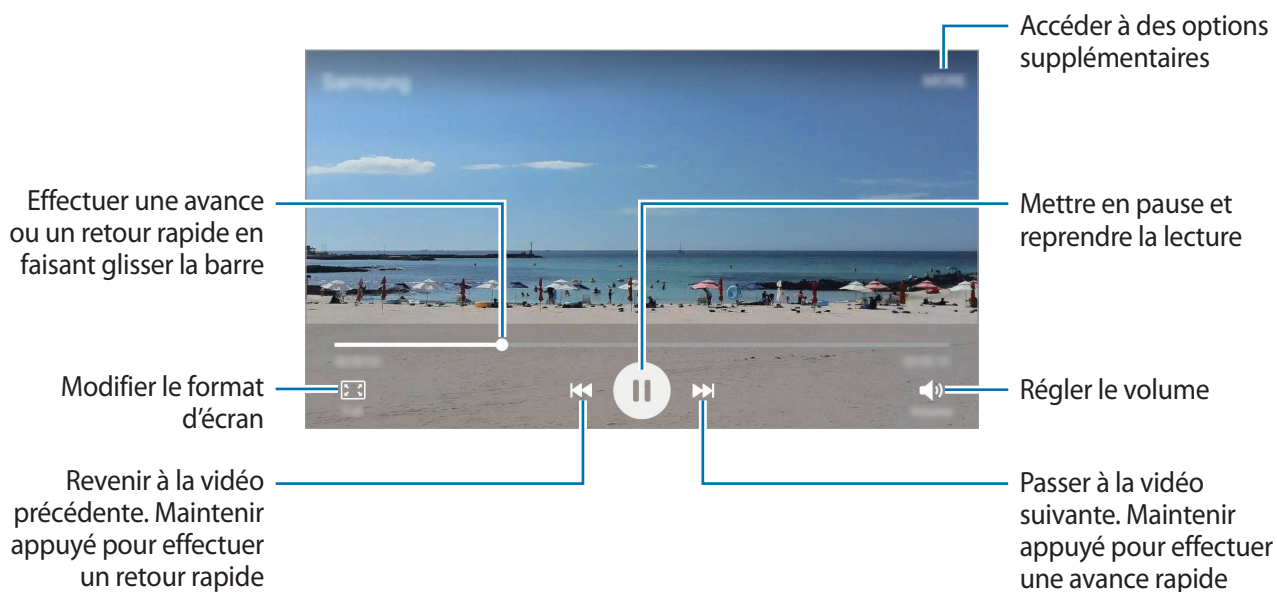 Accéder à des options
supplémentaires
Samsung
MORE
Effectuer une avance
ou un retour rapide en
faisant glisser la barre
Mettre en pause et
reprendre la lecture
Modifier le format
d'écran
Régler le volume
Revenir à la vidéo
précédente. Maintenir
appuyé pour effectuer
un retour rapide
Passer à la vidéo
suivante. Maintenir
appuyé pour effectuer
une avance rapide